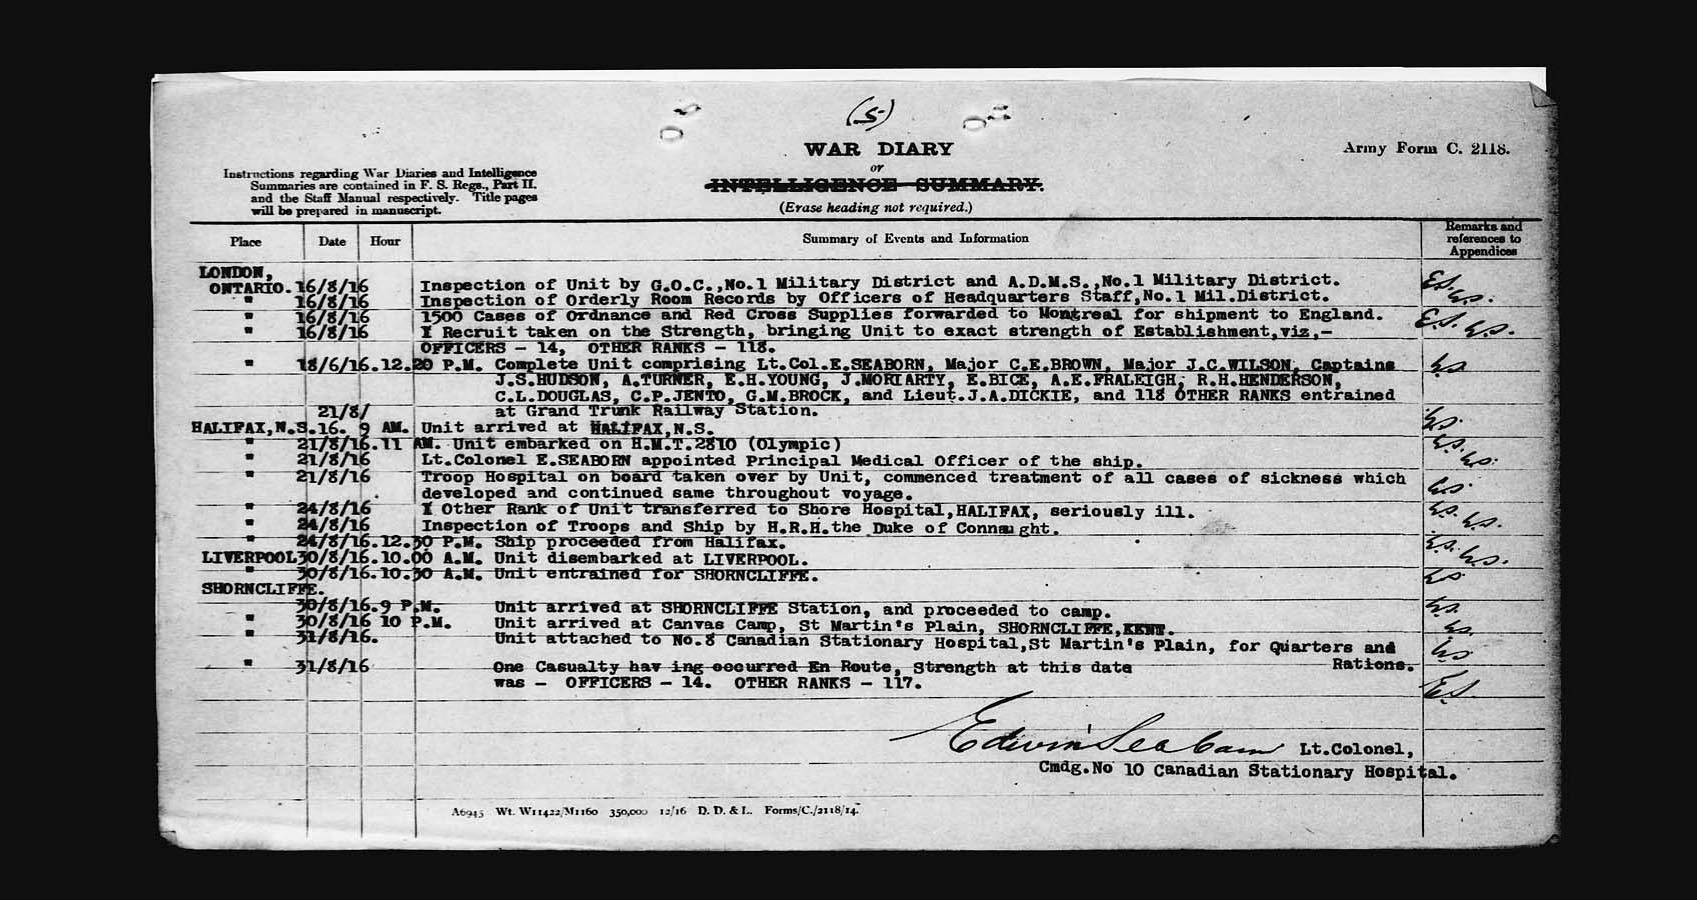 (5)
WAR DIARY
or
INTELLIGENCE SUMMARY.
(Erase heading not required.)
Army Form C. 2118.
Instructions regarding War Diaries and Intelligence
Summaries are contained in F. S. Regs., Part II.
and the Staff Manual respectively. Title pages
will be prepared in manuscript.
Place Date Hour Summary of Events and Information Remarks and
references to
Appendices
LONDON,
ONTARIO. 16/8/16 Inspection of Unit by G.O.C.,No.1 Military District and A.D.M.S.,No.1 Military District. E.S.
" 16/8/16 Inspection of Orderly Room Records by Officers of Headquarters Staff,No.1 Mil.District. E.S.
" 16/8/16 1500 Cases of Ordnance and Red Cross Supplies forwarded to Montreal for shipment to England. E.S.
" 16/8/16 1 Recruit taken on the Strength, bringing Unit to exact strength of Establishment,viz,- E.S.
OFFICERS - 14, OTHER RANKS - 118.
" 18/6/16.12.20 P.M. Complete Unit comprising Lt.Col.E.SEABORN, Major C.E.BROWN, Major J.C.WILSON, Captains E.S.
J.S.HUDSON, A.TURNER, E.H.YOUNG, J.MORIARTY, E.BICE, A.E.FRALEIGH, R.H.HENDERSON,
C.L.DOUGLAS, C.P.JENTO, G.M.BROCK, and Lieut.J.A.DICKIE, and 118 OTHER RANKS entrained
at Grand Trunk Railway Station.
21/8/
HALIFAX,N.S.16. 9 AM. Unit arrived at HALIFAX,N.S. E.S.
" 21/8/16.11 AM. Unit embarked on H.M.T.2810 (Olympic) E.S.
" 21/8/16 Lt.Colonel E.SEABORN appointed Principal Medical Officer of the ship. E.S.
" 21/8/16 Troop Hospital on board taken over by Unit, commenced treatment of all cases of sickness which
developed and continued same throughout voyage. E.S.
" 24/8/16 1 Other Rank of Unit transferred to Shore Hospital,HALIFAX, seriously ill. E.S.
" 24/8/16 Inspection of Troops and Ship by H.R.H.the Duke of Connaught. E.S.
" 24/8/16.12.30 P.M. Ship proceeded from Halifax. E.S.
LIVERPOOL 30/8/16.10.00 A.M. Unit disembarked at LIVERPOOL. E.S.
" 30/8/16.10.30 A.M. Unit entrained for SHORNCLIFFE. E.S.
SHORNCLIFFE.
30/8/16.9 P.M. Unit arrived at SHORNCLIFFE Station, and proceeded to camp. E.S.
" 30/8/16 10 P.M. Unit arrived at Canvas Camp, St Martin's Plain, SHORNCLIFFE,KENT. E.S.
" 31/8/16. Unit attached to No.8 Canadian Stationary Hospital,St Martin's Plain, for Quarters and
Rations. E.S.
" 31/8/16 One Casualty hav ing occurred En Route, Strength at this date
was - OFFICERS - 14. OTHER RANKS - 117. E.S.
Edwin Seaborn Lt.Colonel,
Cmdg.No 10 Canadian Stationary Hospital.
A6945 Wt. W11422/M1160 350,000 12/16 D. D. & L. Forms/C./2118/14.